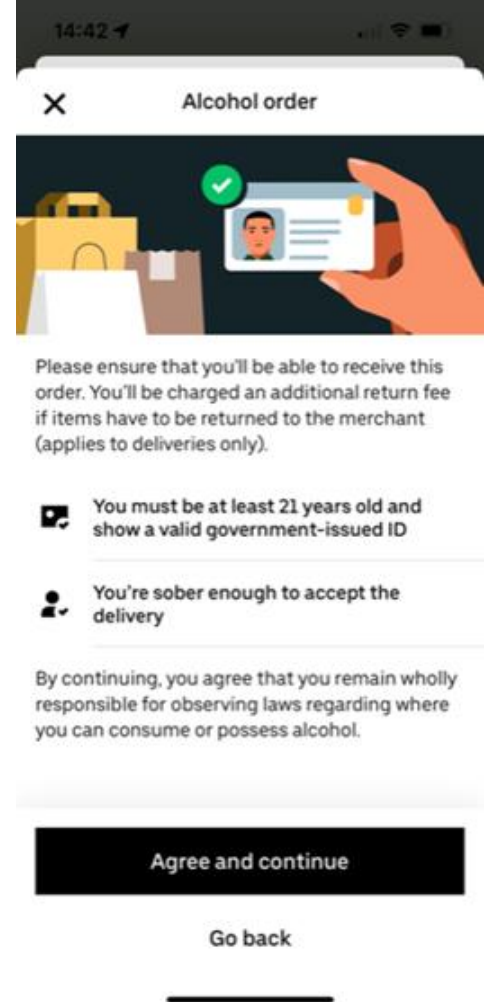 14:42
Alcohol order
Please ensure that you'll be able to receive this
order. You'll be charged an additional return fee
if items have to be returned to the merchant
(applies to deliveries only).
You must be at least 21 years old and
show a valid government-issued ID
You're sober enough to accept the
delivery
By continuing, you agree that you remain wholly
responsible for observing laws regarding where
you can consume or possess alcohol.
Agree and continue
Go back